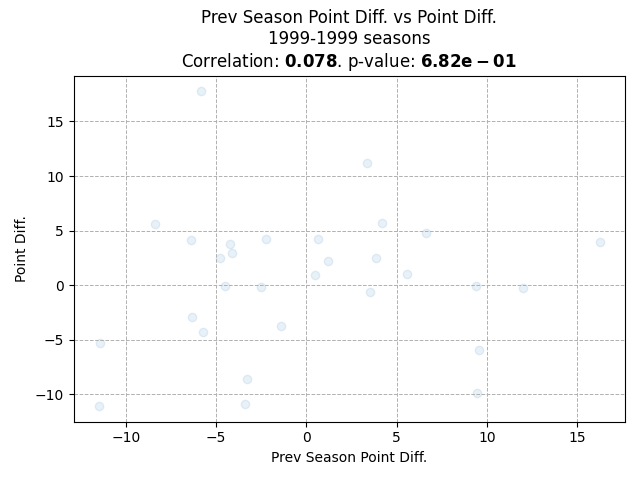 Prev Season Point Diff. vs Point Diff.
1999-1999 seasons
Correlation: 0.078. p-value: 6.82e − 01
15
10
5
0
−5
−10
Point Diff.
−10
−5
0
5
10
15
Prev Season Point Diff.